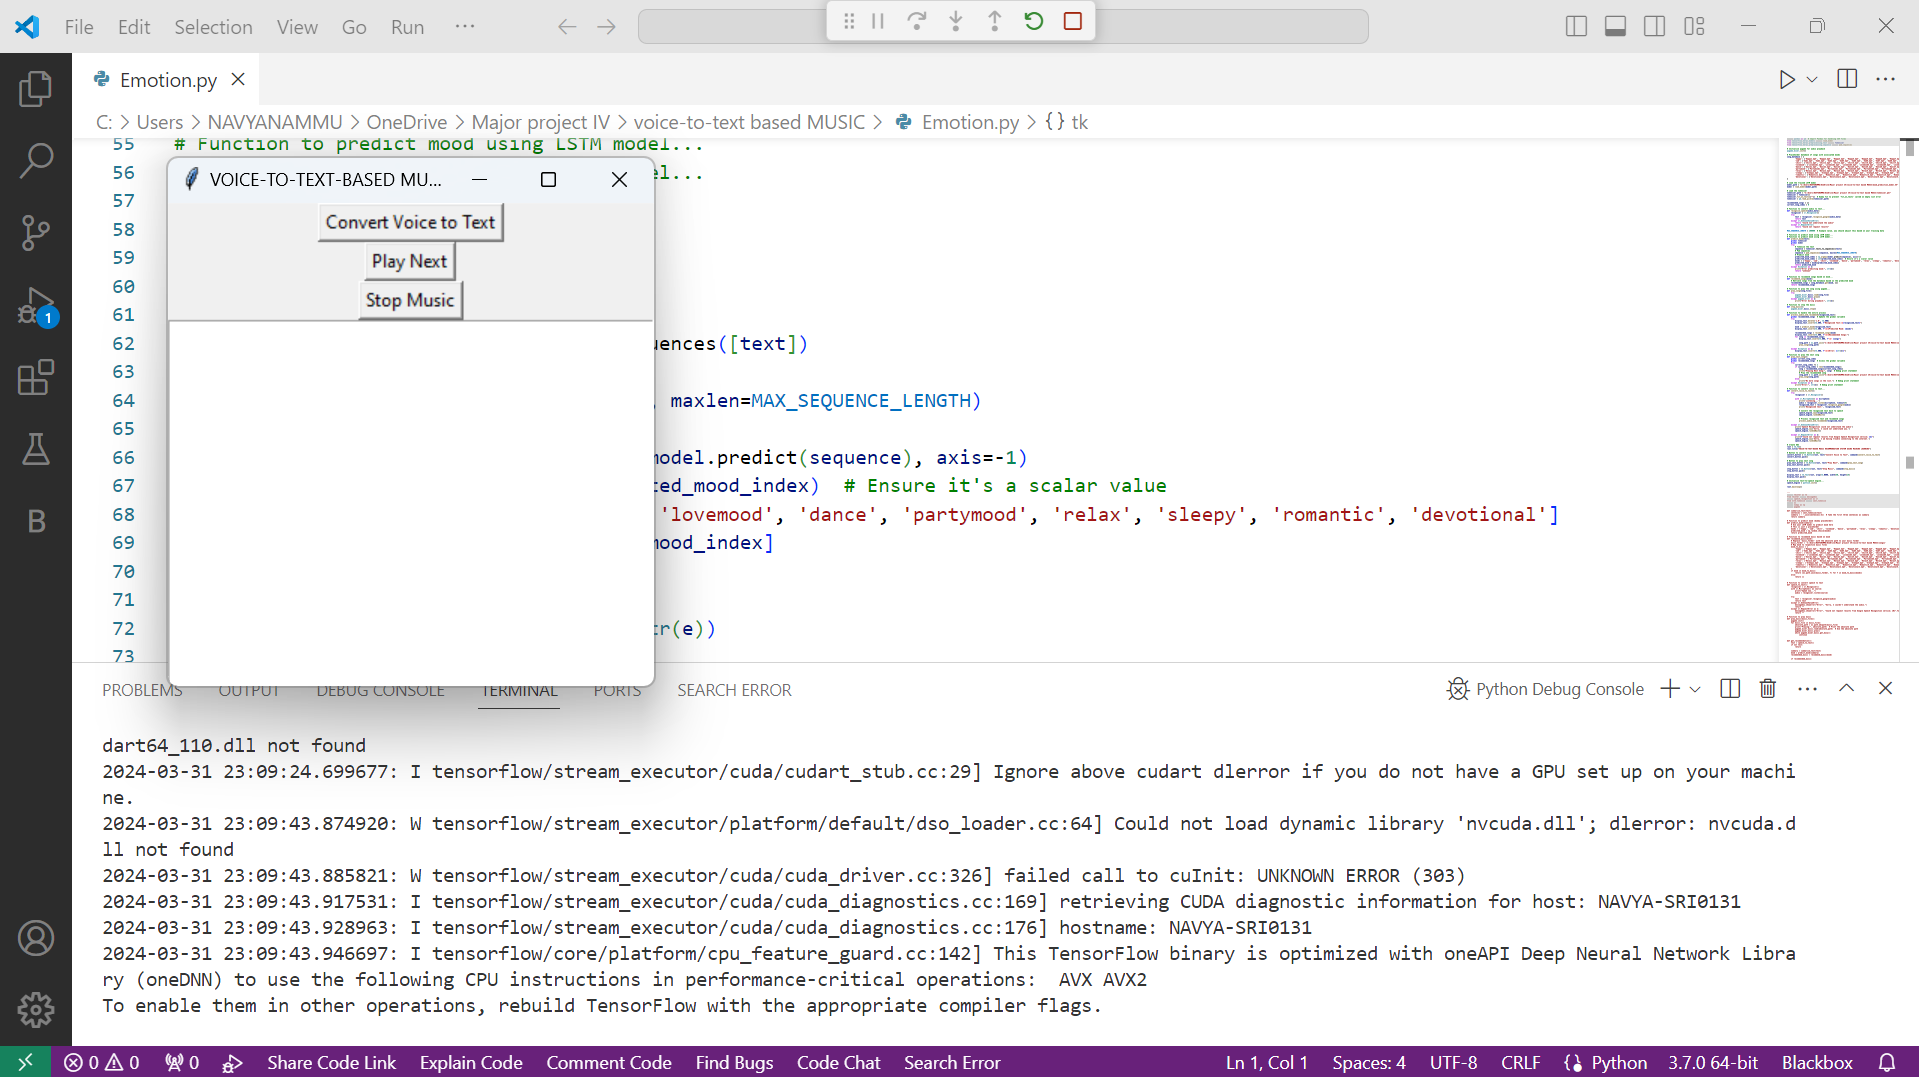 File Edit Selection View Go Run ···
Emotion.py
C: > Users > NAVYANAMMU > OneDrive > Major project IV > voice-to-text based MUSIC > Emotion.py > {} tk
55 # Function to predict mood using LSTM model...
56 el...
57
58
59
60
61
62 uences([text])
63
64 , maxlen=MAX_SEQUENCE_LENGTH)
65
66 model.predict(sequence), axis=-1)
67 ted_mood_index)  # Ensure it's a scalar value
68 'lovemood', 'dance', 'partymood', 'relax', 'sleepy', 'romantic', 'devotional']
69 mood_index]
70
71
72 tr(e))
73
VOICE-TO-TEXT-BASED MU...
Convert Voice to Text
Play Next
Stop Music
1
B
PROBLEMS OUTPUT DEBUG CONSOLE TERMINAL PORTS SEARCH ERROR
Python Debug Console
dart64_110.dll not found
2024-03-31 23:09:24.699677: I tensorflow/stream_executor/cuda/cudart_stub.cc:29] Ignore above cudart dlerror if you do not have a GPU set up on your machi
ne.
2024-03-31 23:09:43.874920: W tensorflow/stream_executor/platform/default/dso_loader.cc:64] Could not load dynamic library 'nvcuda.dll'; dlerror: nvcuda.d
ll not found
2024-03-31 23:09:43.885821: W tensorflow/stream_executor/cuda/cuda_driver.cc:326] failed call to cuInit: UNKNOWN ERROR (303)
2024-03-31 23:09:43.917531: I tensorflow/stream_executor/cuda/cuda_diagnostics.cc:169] retrieving CUDA diagnostic information for host: NAVYA-SRI0131
2024-03-31 23:09:43.928963: I tensorflow/stream_executor/cuda/cuda_diagnostics.cc:176] hostname: NAVYA-SRI0131
2024-03-31 23:09:43.946697: I tensorflow/core/platform/cpu_feature_guard.cc:142] This TensorFlow binary is optimized with oneAPI Deep Neural Network Libra
ry (oneDNN) to use the following CPU instructions in performance-critical operations:  AVX AVX2
To enable them in other operations, rebuild TensorFlow with the appropriate compiler flags.
0 0 0 Share Code Link Explain Code Comment Code Find Bugs Code Chat Search Error Ln 1, Col 1 Spaces: 4 UTF-8 CRLF {} Python 3.7.0 64-bit Blackbox